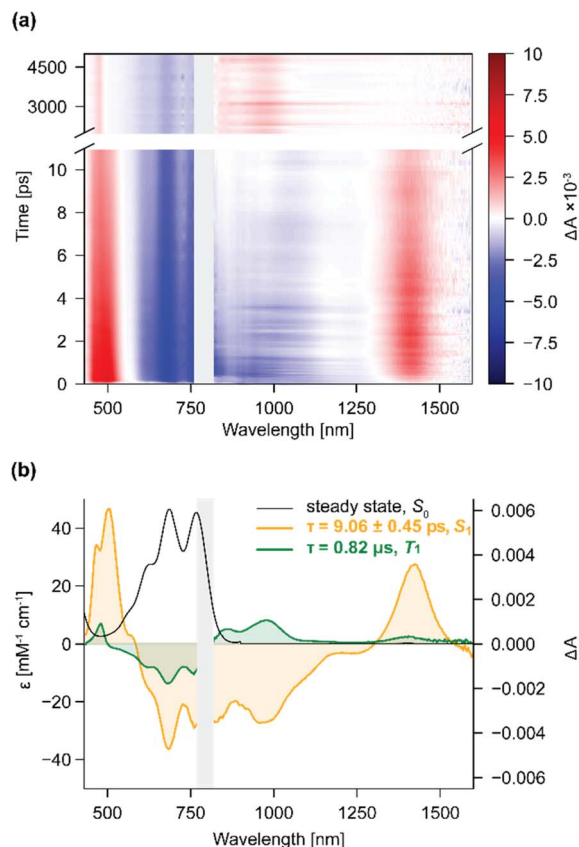 (a)
4500
3000
10
8
6
4
2
0
Time [ps]
500 750 1000 1250 1500
Wavelength [nm]
10
7.5
5.0
2.5
0.0
−2.5
−5.0
−7.5
−10
ΔA ×10⁻³
(b)
steady state, S₀
τ = 9.06 ± 0.45 ps, S₁
τ = 0.82 μs, T₁
40
20
0
−20
−40
ε [mM⁻¹ cm⁻¹]
0.006
0.004
0.002
0.000
−0.002
−0.004
−0.006
ΔA
500 750 1000 1250 1500
Wavelength [nm]